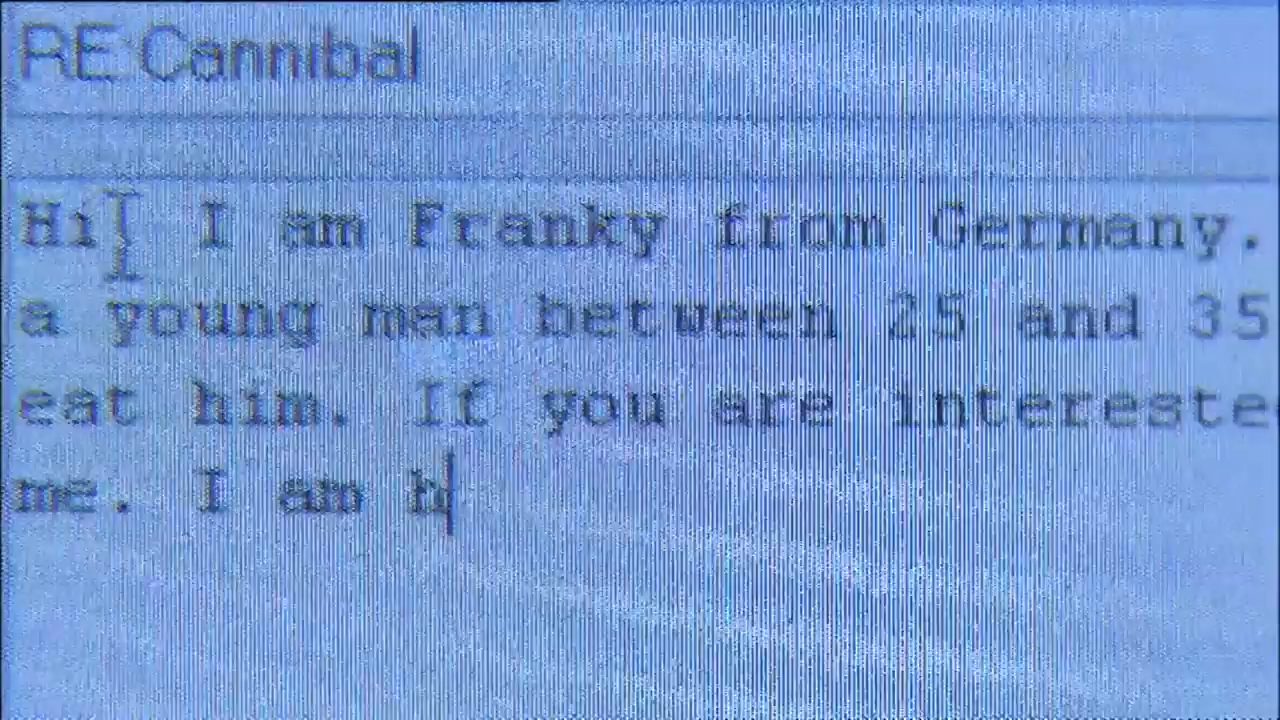 RE:Cannibal
Hi, I am Franky from Germany.
a young man between 25 and 35
eat him. If you are intereste
me. I am h